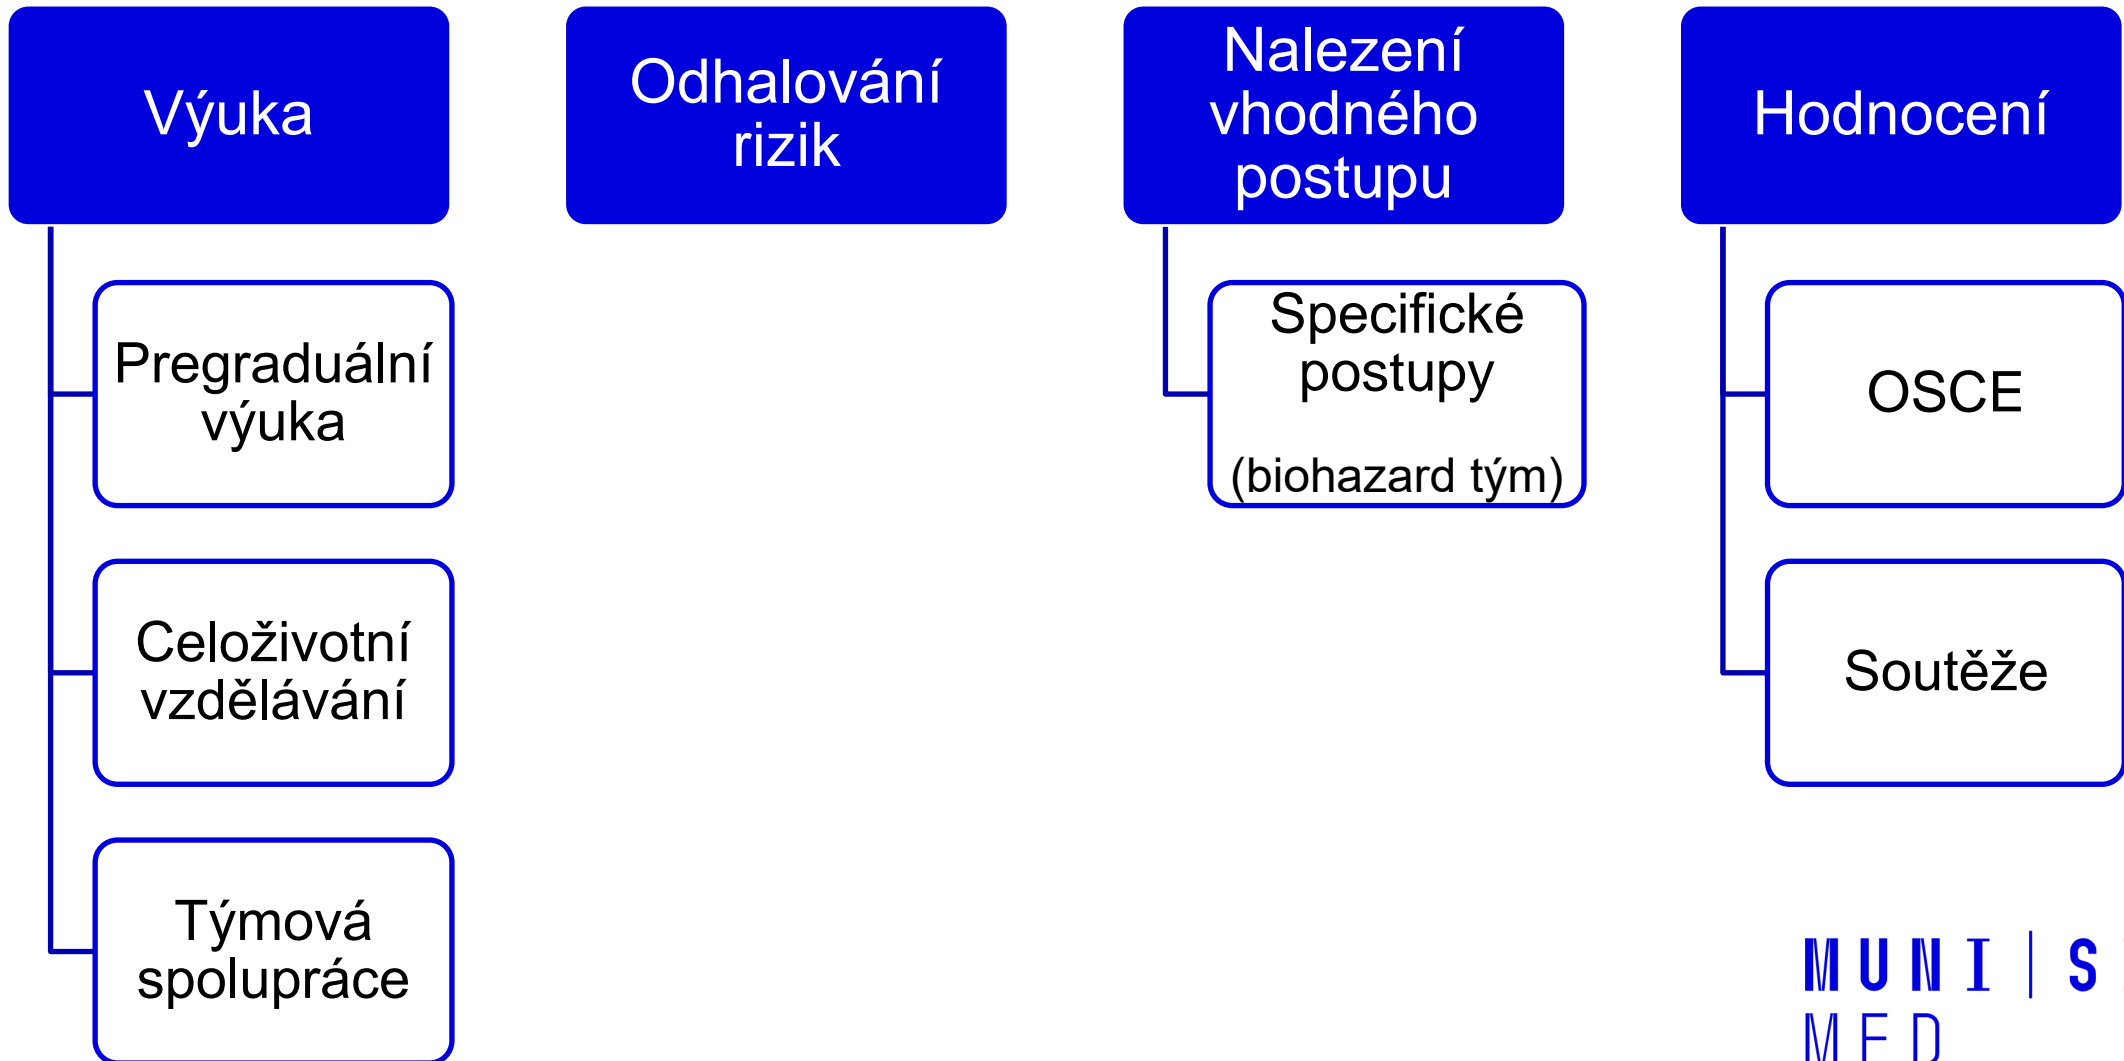 Výuka
Pregraduální
výuka
Celoživotní
vzdělávání
Týmová
spolupráce
Odhalování
rizik
Nalezení
vhodného
postupu
Specifické
postupy
(biohazard tým)
Hodnocení
OSCE
Soutěže
MUNI | S
MED